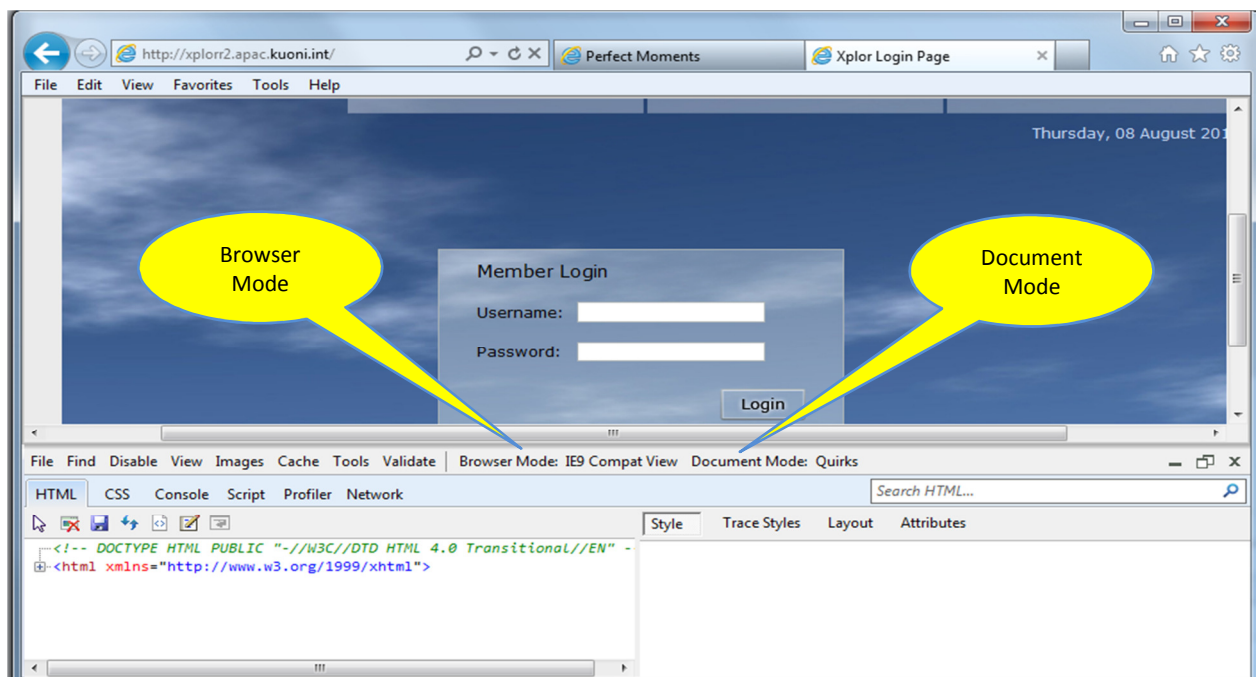 http://xplorr2.apac.kuoni.int/ Perfect Moments Xplor Login Page
File Edit View Favorites Tools Help
Thursday, 08 August 201
Browser
Mode
Document
Mode
Member Login
Username:
Password:
Login
File Find Disable View Images Cache Tools Validate Browser Mode: IE9 Compat View Document Mode: Quirks
HTML CSS Console Script Profiler Network Search HTML...
Style Trace Styles Layout Attributes
<!-- DOCTYPE HTML PUBLIC "-//W3C//DTD HTML 4.0 Transitional//EN" -
<html xmlns="http://www.w3.org/1999/xhtml">